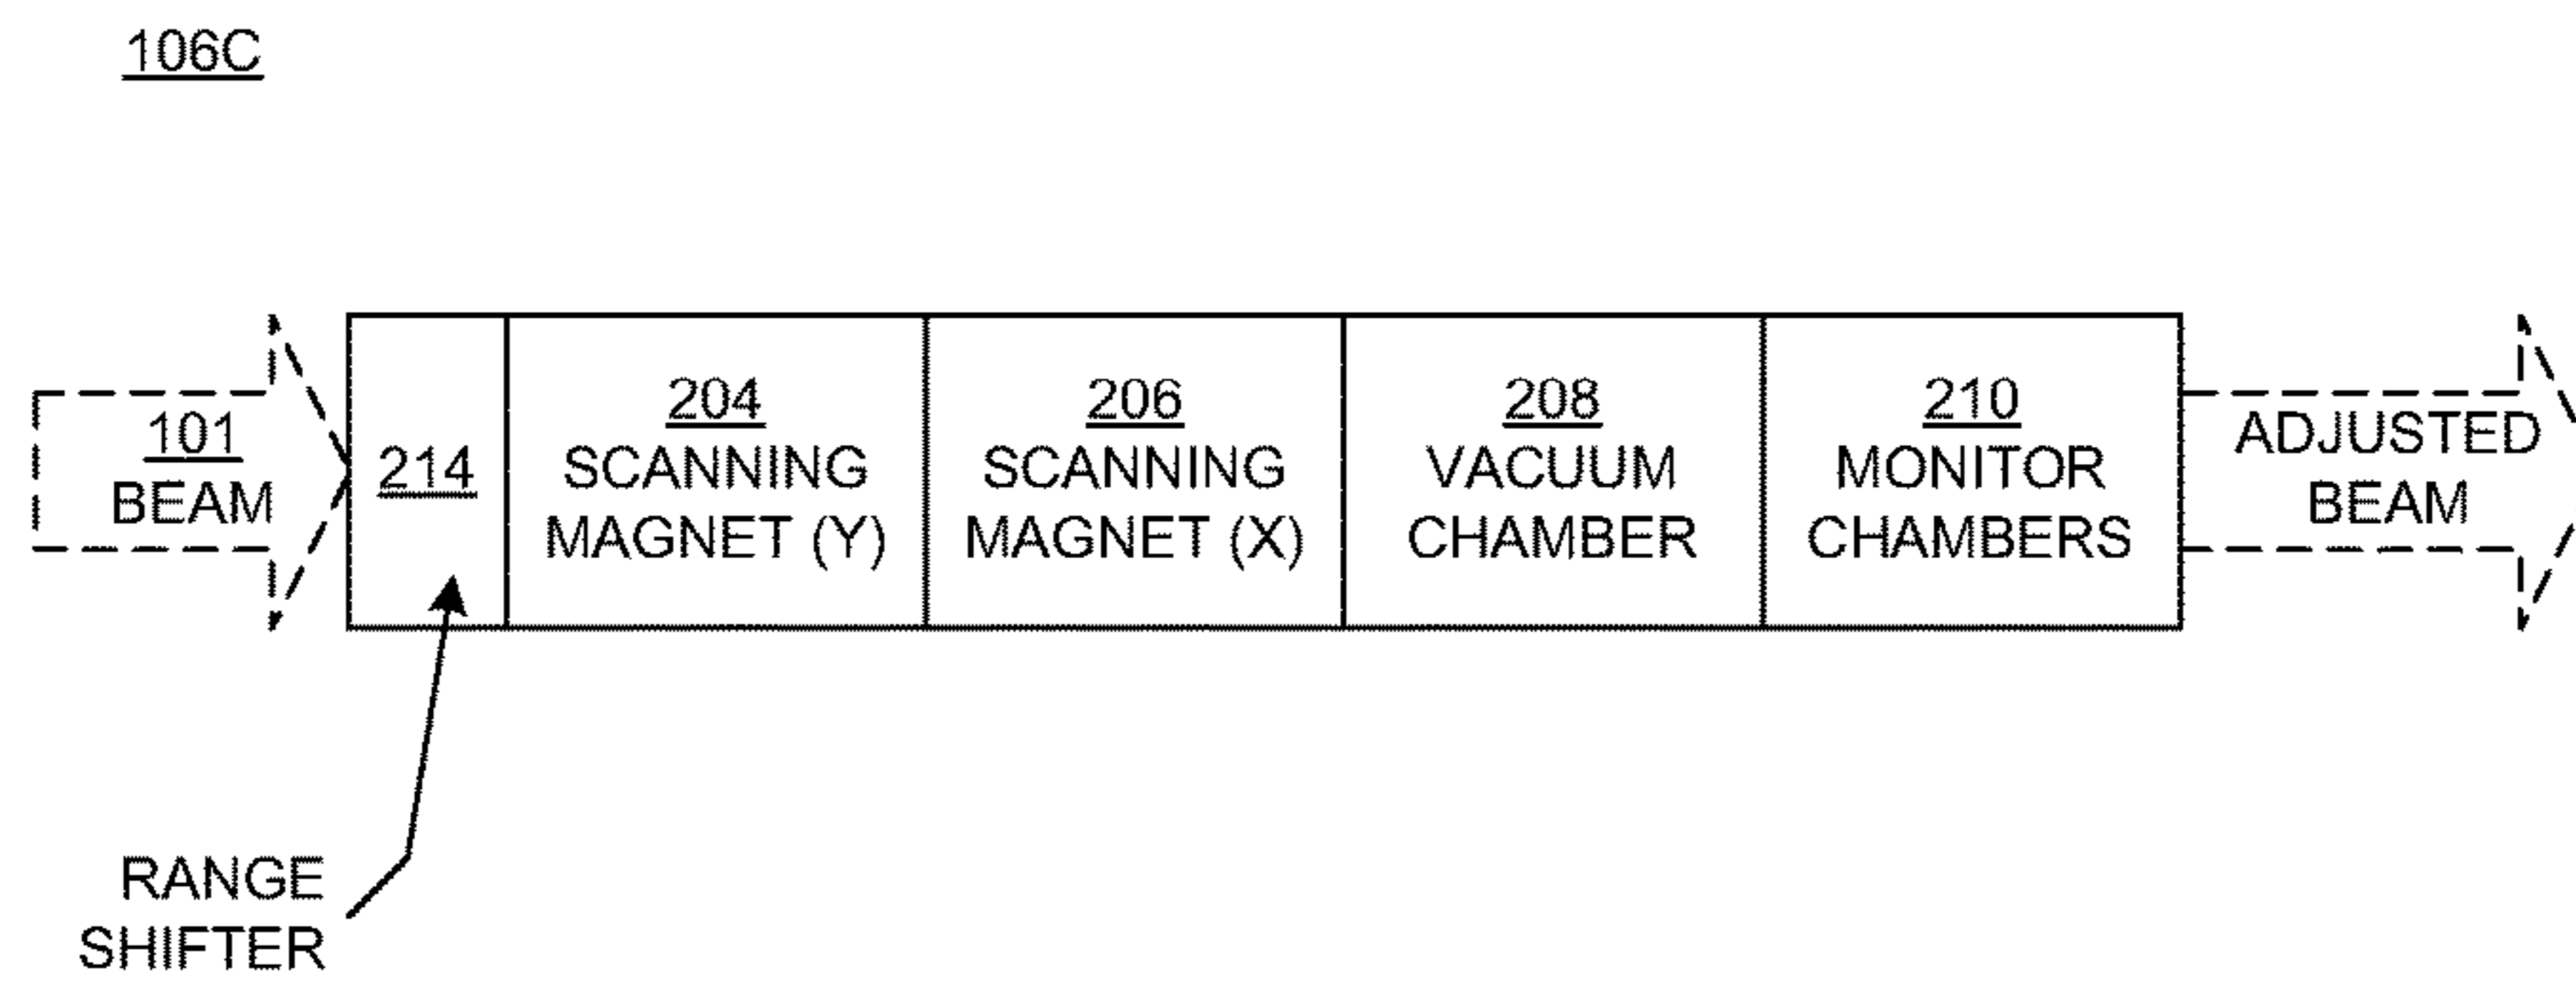 106C
101
BEAM
214
204
SCANNING
MAGNET (Y)
206
SCANNING
MAGNET (X)
208
VACUUM
CHAMBER
210
MONITOR
CHAMBERS
ADJUSTED
BEAM
RANGE
SHIFTER